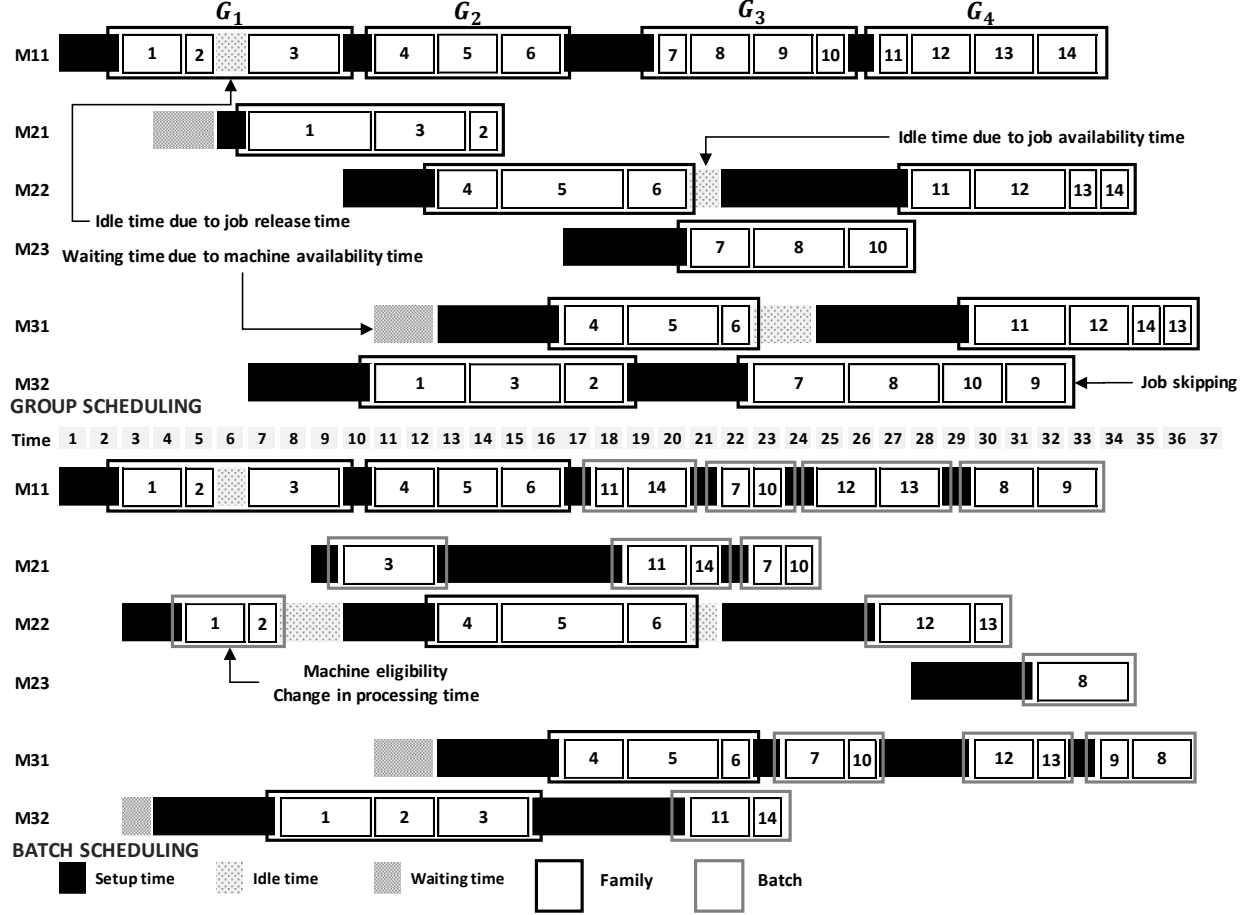 G₁ G₂ G₃ G₄
M11 1 2 3 4 5 6 7 8 9 10 11 12 13 14
M21 1 3 2
Idle time due to job availability time
M22 4 5 6 11 12 13 14
Idle time due to job release time
M23 7 8 10
Waiting time due to machine availability time
M31 4 5 6 11 12 14 13
M32 1 3 2 7 8 10 9
Job skipping
GROUP SCHEDULING
Time 1 2 3 4 5 6 7 8 9 10 11 12 13 14 15 16 17 18 19 20 21 22 23 24 25 26 27 28 29 30 31 32 33 34 35 36 37
M11 1 2 3 4 5 6 11 14 7 10 12 13 8 9
M21 3 11 14 7 10
M22 1 2 4 5 6 12 13
Machine eligibility
Change in processing time
M23 8
M31 4 5 6 7 10 12 13 9 8
M32 1 2 3 11 14
BATCH SCHEDULING
Setup time Idle time Waiting time Family Batch